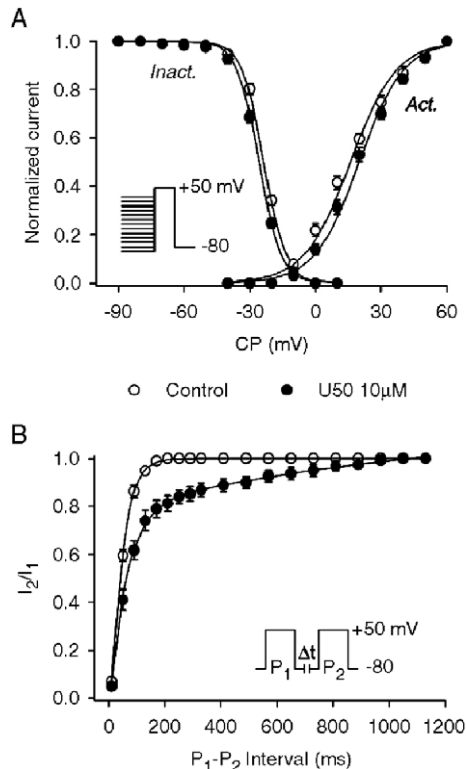 A
1.0
0.8
0.6
0.4
0.2
0.0
Normalized current
Inact.
Act.
+50 mV
-80
-90 -60 -30 0 30 60
CP (mV)
Control U50 10μM
B
1.0
0.8
0.6
0.4
0.2
0.0
I2/I1
+50 mV
Δt
P1 P2 -80
0 200 400 600 800 1000 1200
P1-P2 Interval (ms)